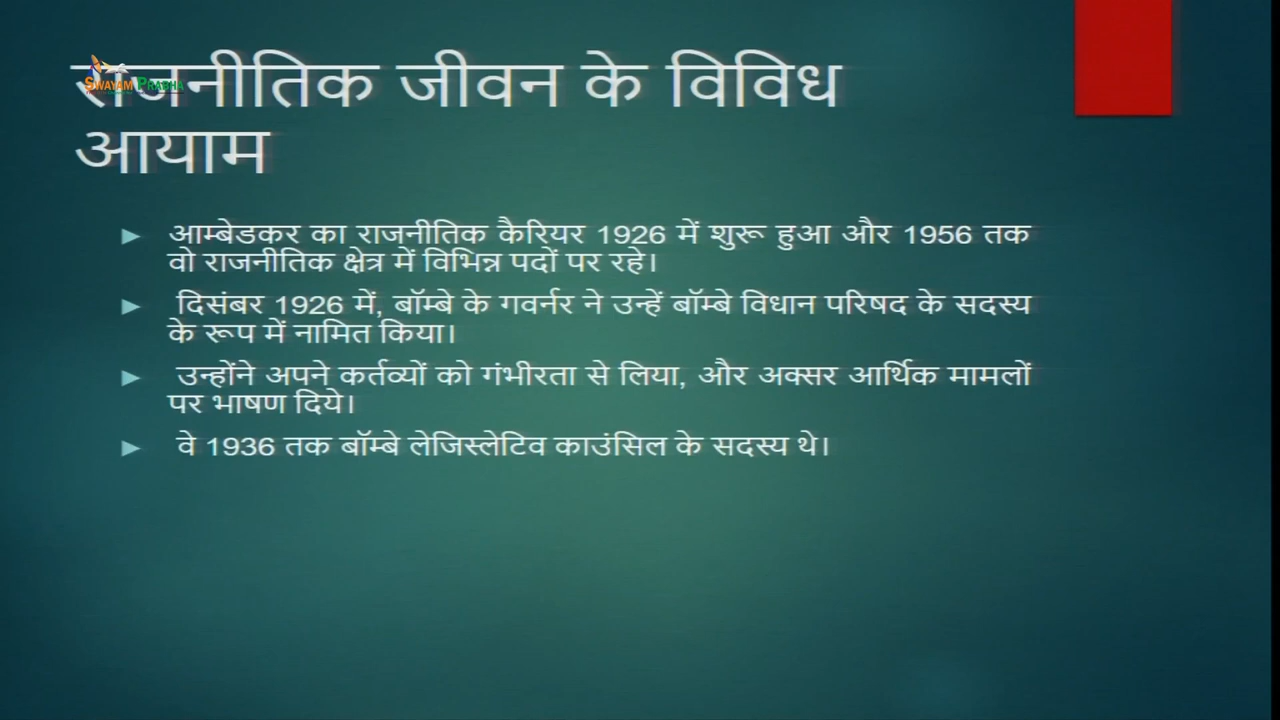 राजनीतिक जीवन के विविध
SWAYAM PRABHA
आयाम
आम्बेडकर का राजनीतिक कैरियर 1926 में शुरू हुआ और 1956 तक
वो राजनीतिक क्षेत्र में विभिन्न पदों पर रहे।
दिसंबर 1926 में, बॉम्बे के गवर्नर ने उन्हें बॉम्बे विधान परिषद के सदस्य
के रूप में नामित किया।
उन्होंने अपने कर्तव्यों को गंभीरता से लिया, और अक्सर आर्थिक मामलों
पर भाषण दिये।
वे 1936 तक बॉम्बे लेजिस्लेटिव काउंसिल के सदस्य थे।